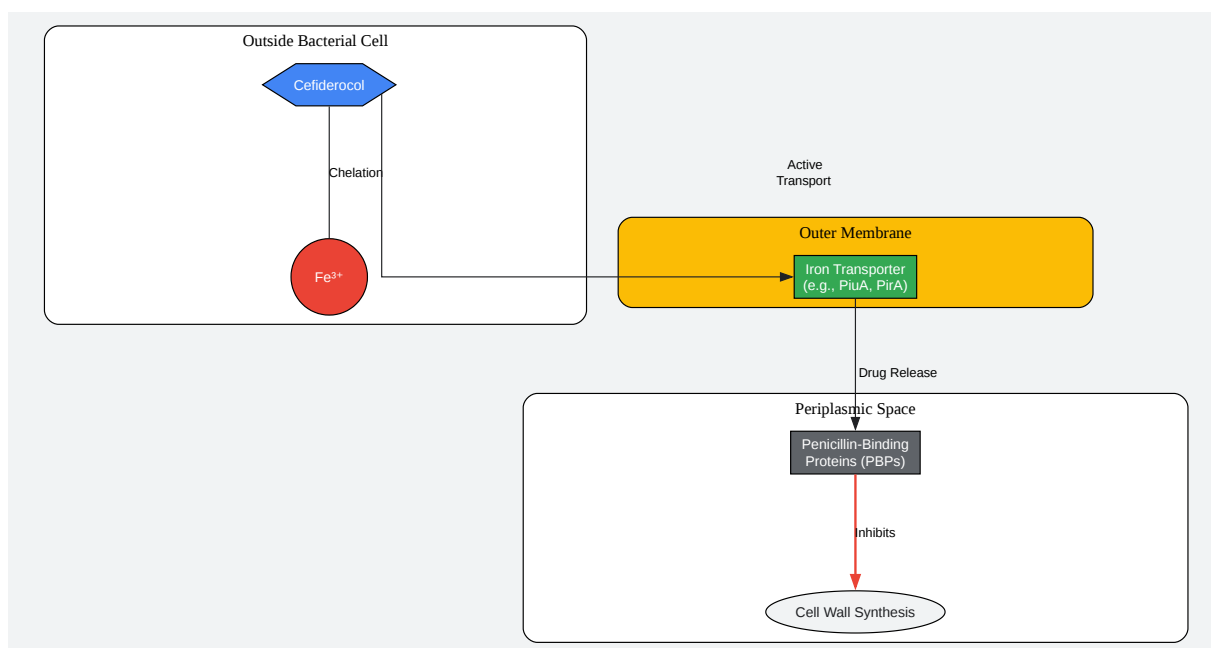 Outside Bacterial Cell
Cefiderocol
Chelation
Fe³⁺
Active
Transport
Outer Membrane
Iron Transporter
(e.g., PiuA, PirA)
Drug Release
Periplasmic Space
Penicillin-Binding
Proteins (PBPs)
Inhibits
Cell Wall Synthesis